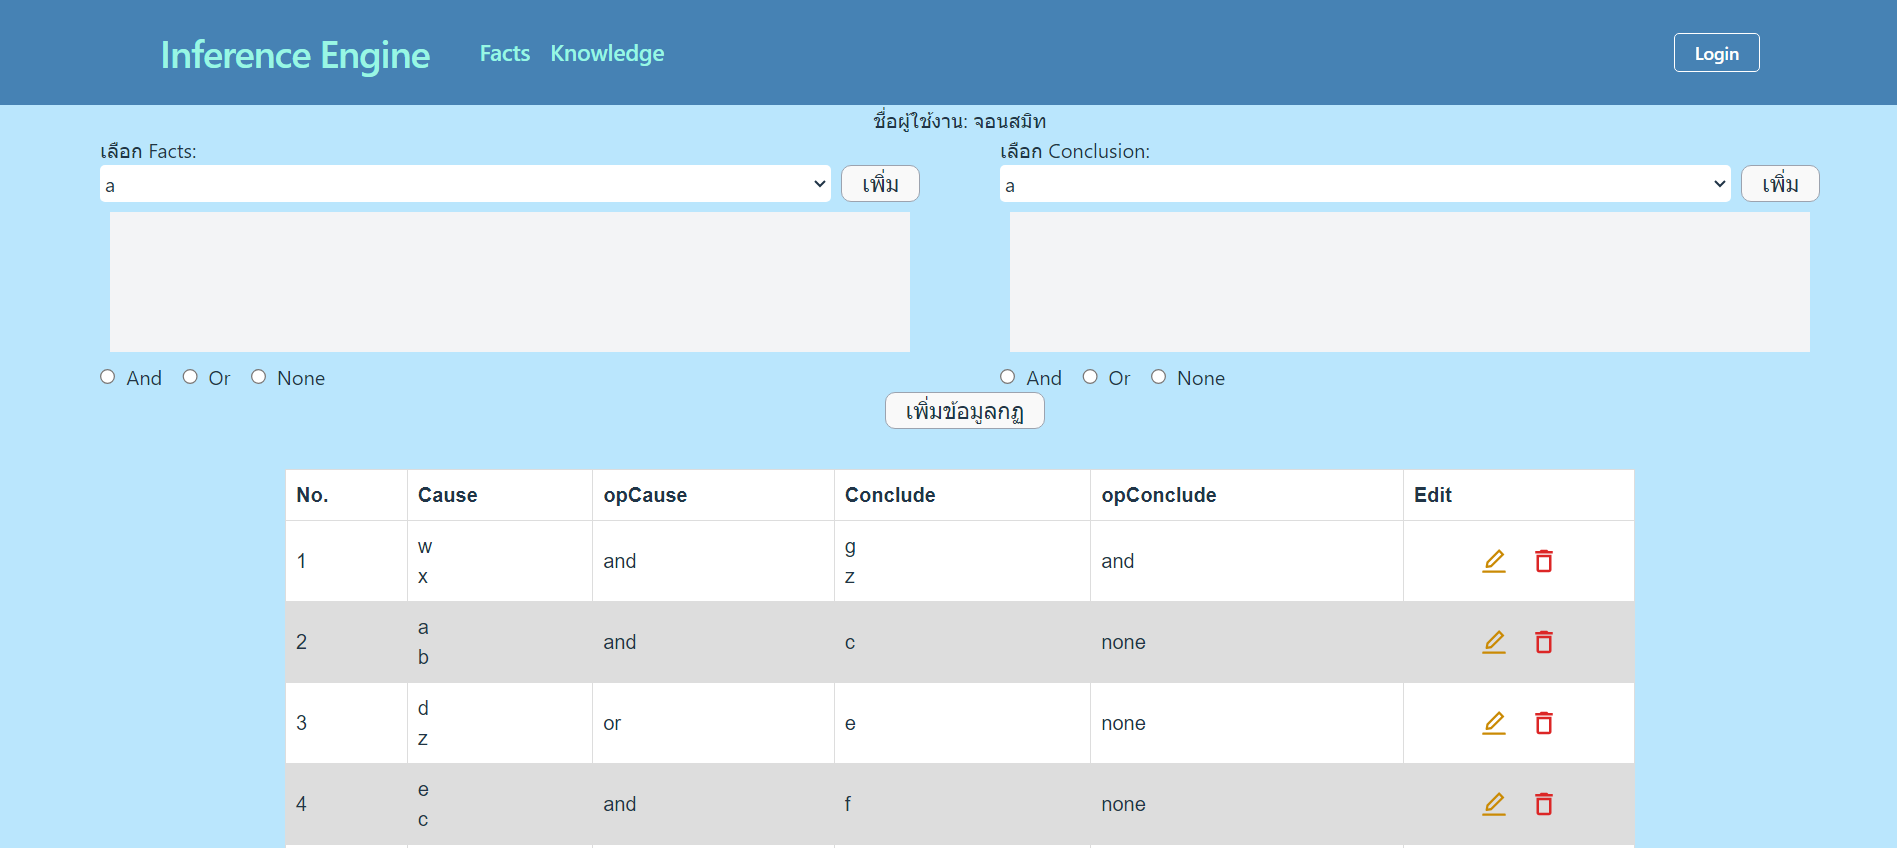 Inference Engine Facts Knowledge Login
ชื่อผู้ใช้งาน: จอนสมิท
เลือก Facts:
a เพิ่ม
And Or None
เลือก Conclusion:
a เพิ่ม
And Or None
เพิ่มข้อมูลกฏ
No. Cause opCause Conclude opConclude Edit
1 w x and g z and
2 a b and c none
3 d z or e none
4 e c and f none